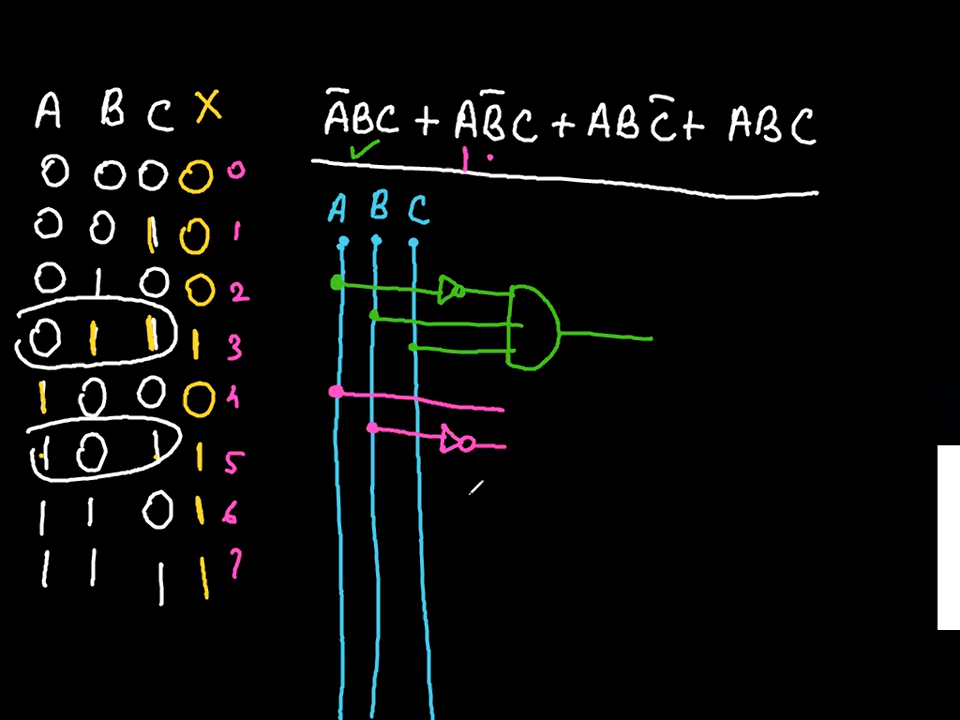 A B C X
A̅BC + AB̅C + ABC̅ + ABC
0 0 0 0 0
A B C
0 0 1 0 1
0 1 0 0 2
0 1 1 1 3
1 0 0 0 4
1 0 1 1 5
1 1 0 1 6
1 1 1 1 7